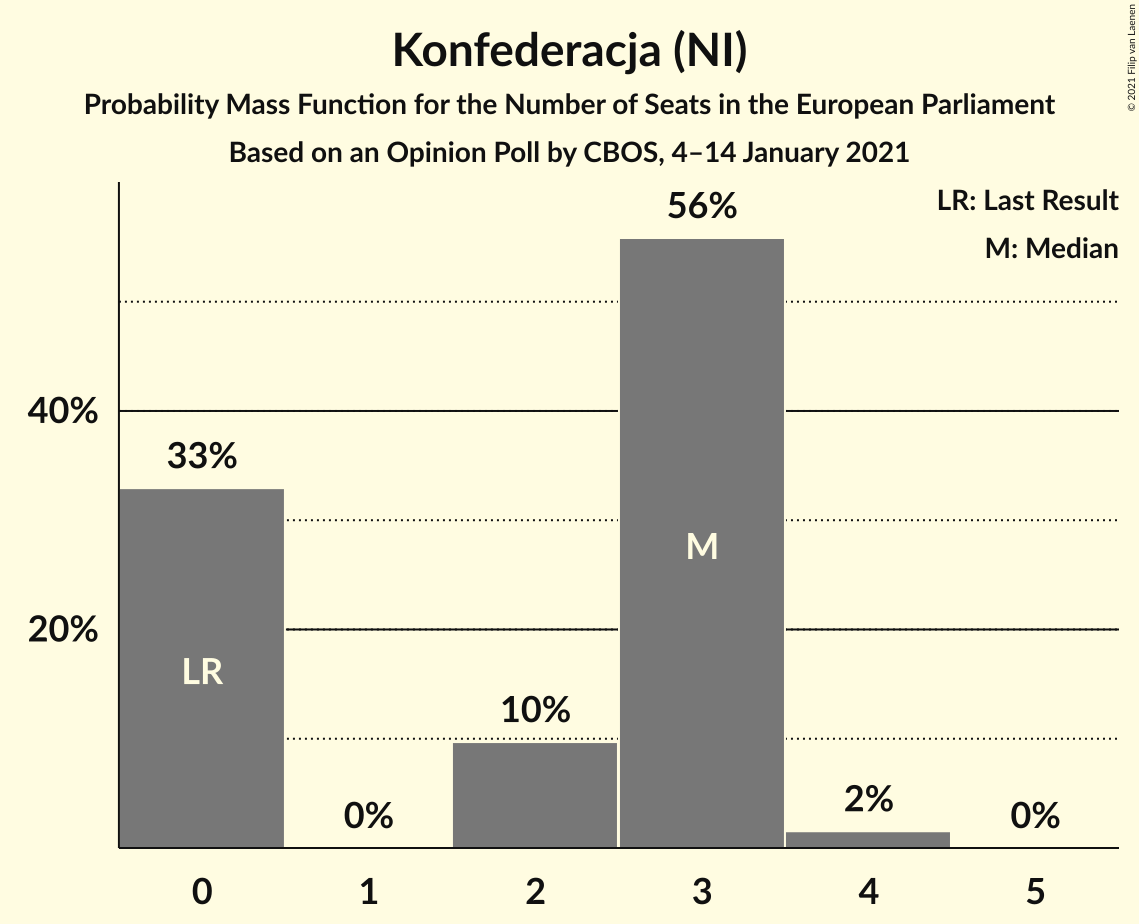 Konfederacja (NI)
Probability Mass Function for the Number of Seats in the European Parliament
Based on an Opinion Poll by CBOS, 4–14 January 2021
© 2021 Filip van Laenen
LR: Last Result
M: Median
56%
40%
33%
M
20%
LR
10%
2%
0%
0%
0 1 2 3 4 5